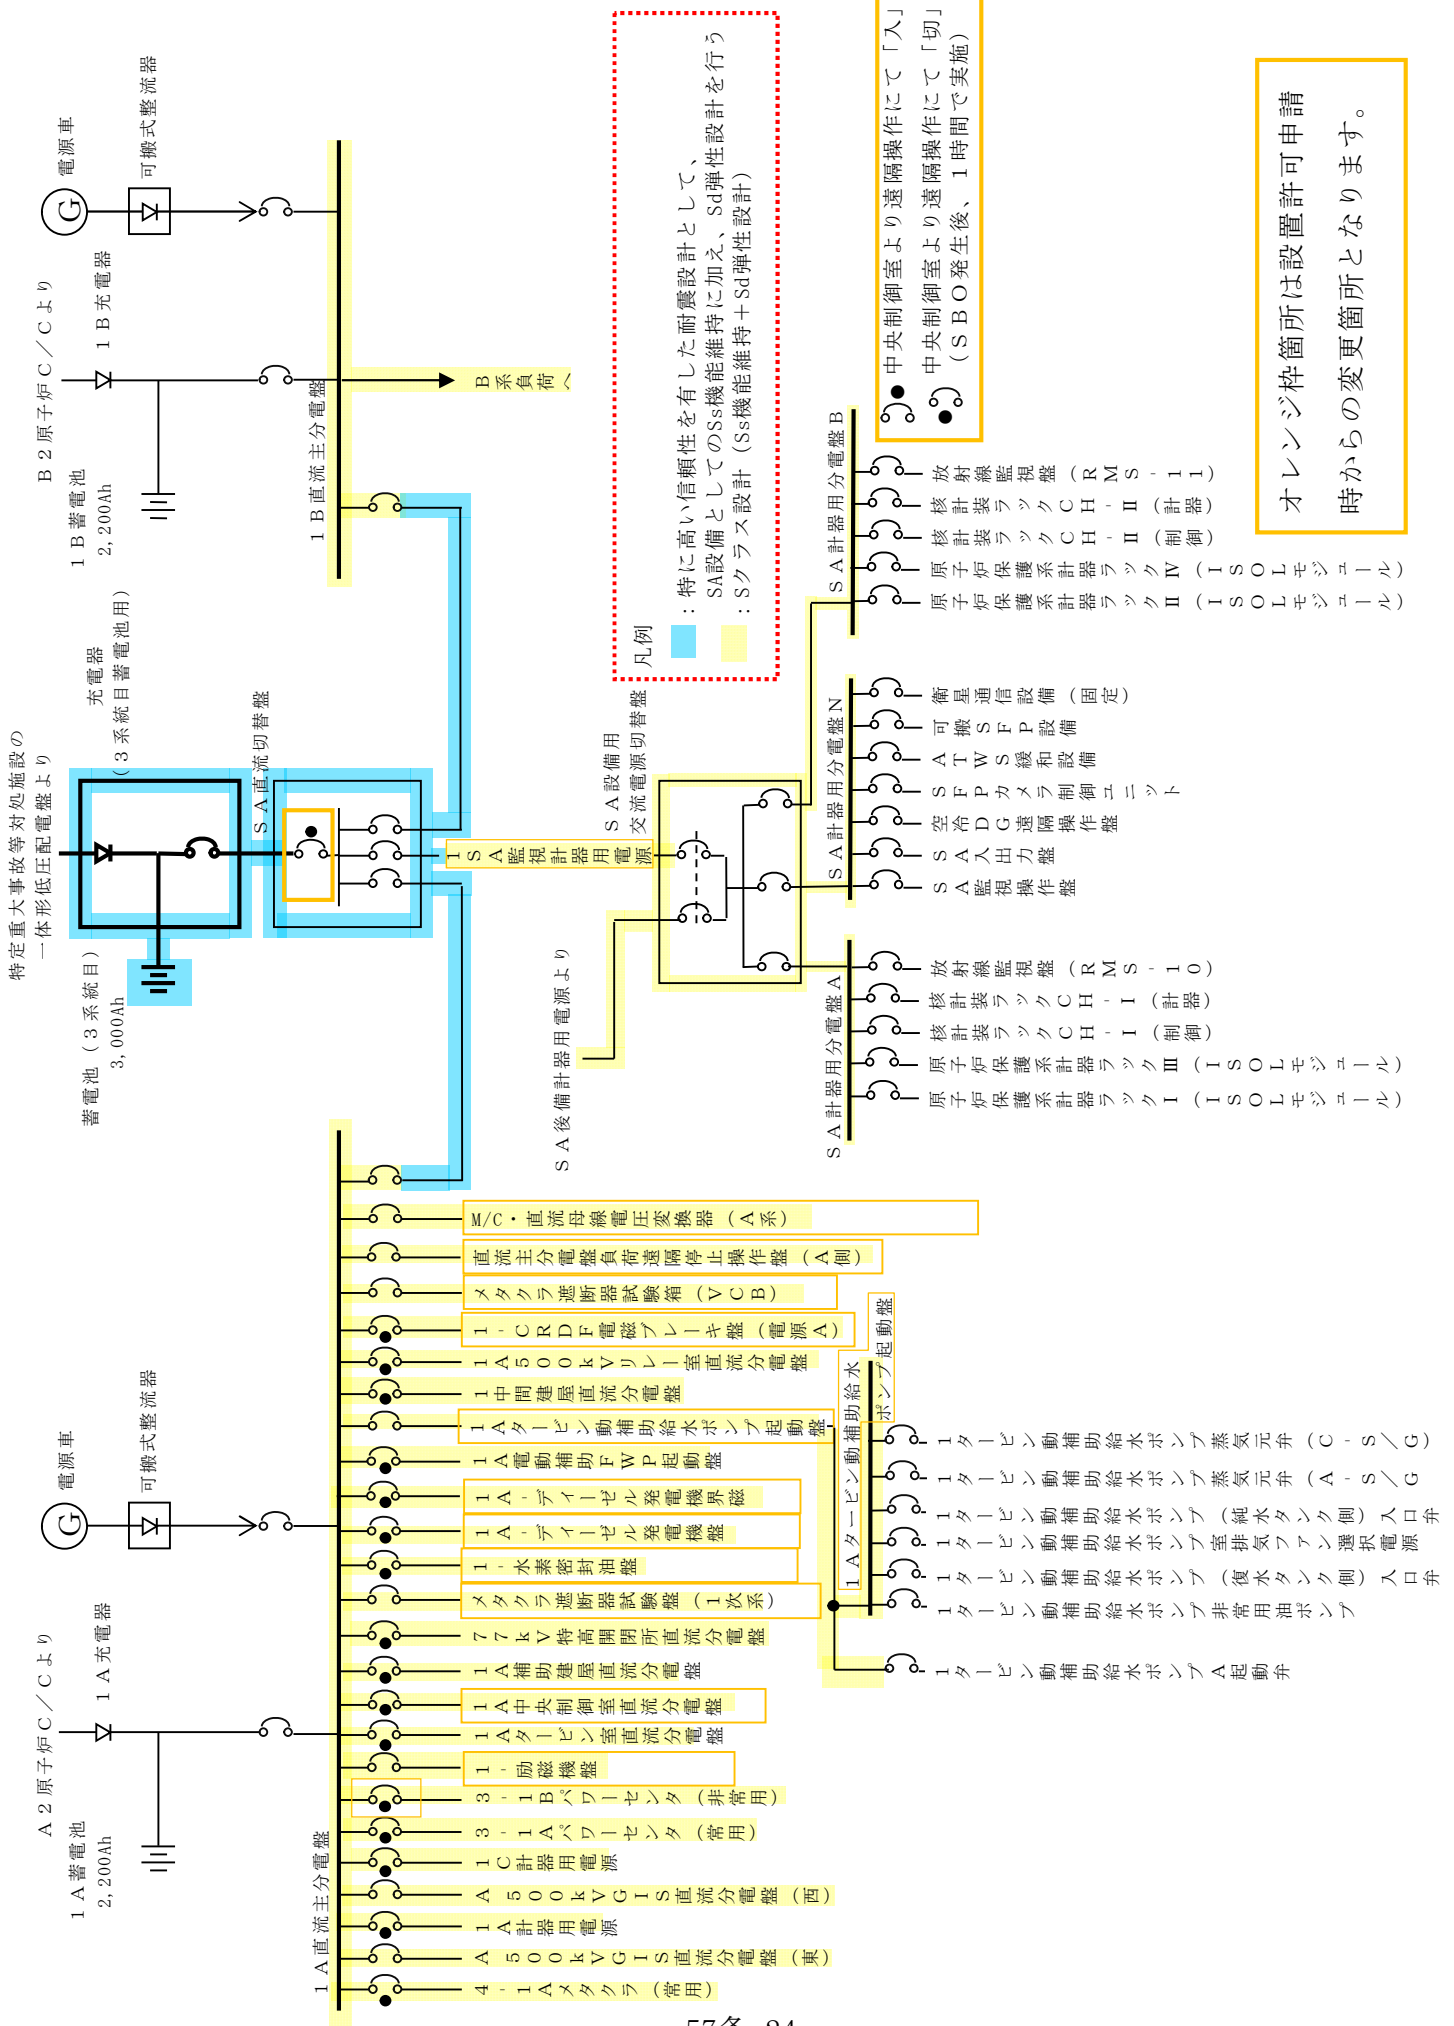 特定重大事故等対処施設の
一体形低圧配電盤より
充電器
(3系統目蓄電池用)
蓄電池(3系統目)
3,000Ah
SA直流切替盤
A2原子炉C/Cより
1A充電器
1A蓄電池
2,200Ah
G
電源車
可搬式整流器
B2原子炉C/Cより
1B充電器
1B蓄電池
2,200Ah
G
電源車
可搬式整流器
1A直流主分電盤
1B直流主分電盤
B系負荷へ
4-1Aメタクラ(常用)
A 500kVGIS直流分電盤(東)
1A計器用電源
A 500kVGIS直流分電盤(西)
1C計器用電源
3-1Aパワーセンタ(常用)
3-1Bパワーセンタ(非常用)
1-励磁機盤
1Aタービン室直流分電盤
1A中央制御室直流分電盤
1A補助建屋直流分電盤
77kV特高開閉所直流分電盤
メタクラ遮断器試験盤(1次系)
1-水素密封油盤
1A-ディーゼル発電機盤
1A-ディーゼル発電機界磁
1A電動補助FWP起動盤
1Aタービン動補助給水ポンプ起動盤
1中間建屋直流分電盤
1A500kVリレー室直流分電盤
1-CRDF電磁ブレーキ盤(電源A)
メタクラ遮断器試験箱(VCB)
直流主分電盤負荷遠隔停止操作盤(A側)
M/C・直流母線電圧変換器(A系)
1SA監視計器用電源
SA後備計器用電源より
SA設備用
交流電源切替盤
凡例
:特に高い信頼性を有した耐震設計として、
SA設備としてのSs機能維持に加え、Sd弾性設計を行う
:Sクラス設計(Ss機能維持+Sd弾性設計)
1Aタービン動補助給水
ポンプ起動盤
1タービン動補助給水ポンプA起動弁
1タービン動補助給水ポンプ非常用油ポンプ
1タービン動補助給水ポンプ(復水タンク側)入口弁
1タービン動補助給水ポンプ室排気ファン選択電源
1タービン動補助給水ポンプ(純水タンク側)入口弁
1タービン動補助給水ポンプ蒸気元弁(A-S/G
1タービン動補助給水ポンプ蒸気元弁(C-S/G)
SA計器用分電盤A
原子炉保護系計器ラックⅠ(ISOLモジュール)
原子炉保護系計器ラックⅢ(ISOLモジュール)
核計装ラックCH-Ⅰ(制御)
核計装ラックCH-Ⅰ(計器)
放射線監視盤(RMS-10)
SA計器用分電盤N
SA監視操作盤
SA入出力盤
空冷DG遠隔操作盤
SFPカメラ制御ユニット
ATWS緩和設備
可搬SFP設備
衛星通信設備(固定)
SA計器用分電盤B
原子炉保護系計器ラックⅡ(ISOLモジュール)
原子炉保護系計器ラックⅣ(ISOLモジュール)
核計装ラックCH-Ⅱ(制御)
核計装ラックCH-Ⅱ(計器)
放射線監視盤(RMS-11)
中央制御室より遠隔操作にて「入」
中央制御室より遠隔操作にて「切」
(SBO発生後、1時間で実施)
オレンジ枠箇所は設置許可申請
時からの変更箇所となります。